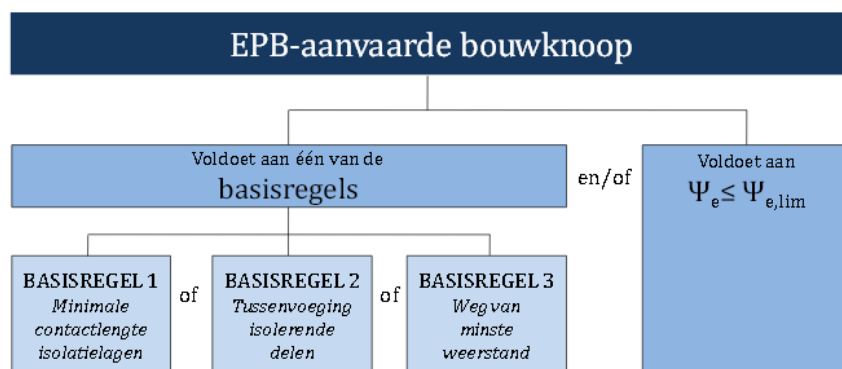 EPB-aanvaarde bouwknoop
Voldoet aan één van de
basisregels
en/of
Voldoet aan
Ψe ≤ Ψe,lim
BASISREGEL 1
Minimale
contactlengte
isolatielagen
of
BASISREGEL 2
Tussenvoeging
isolerende
delen
of
BASISREGEL 3
Weg van
minste
weerstand